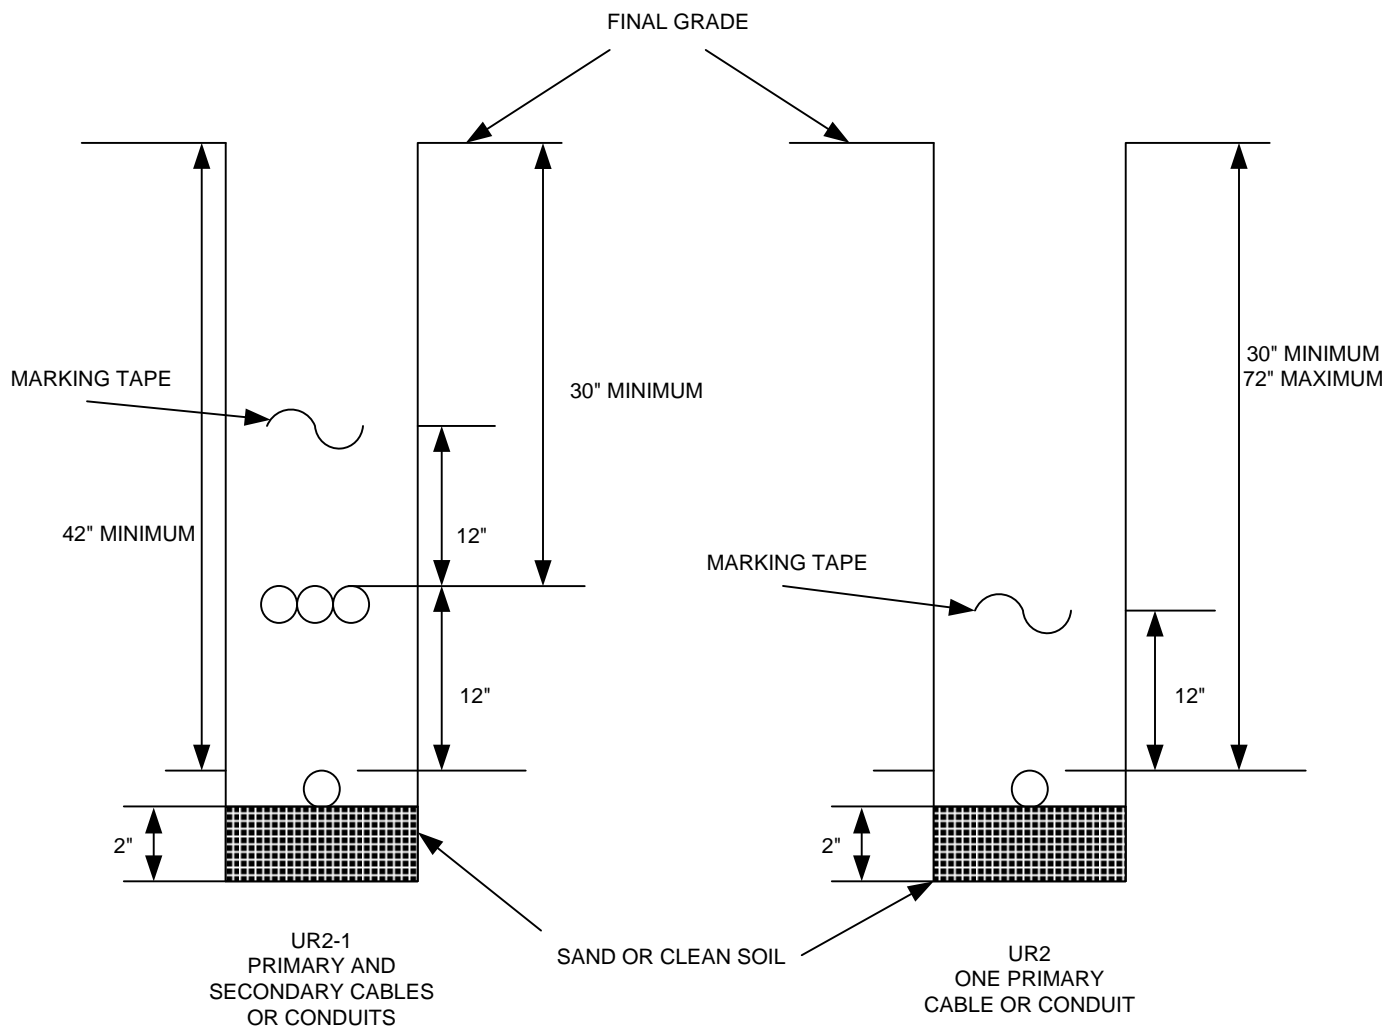 FINAL GRADE
MARKING TAPE
30" MINIMUM
42" MINIMUM
12"
12"
2"
UR2-1
PRIMARY AND
SECONDARY CABLES
OR CONDUITS
SAND OR CLEAN SOIL
30" MINIMUM
72" MAXIMUM
MARKING TAPE
12"
2"
UR2
ONE PRIMARY
CABLE OR CONDUIT